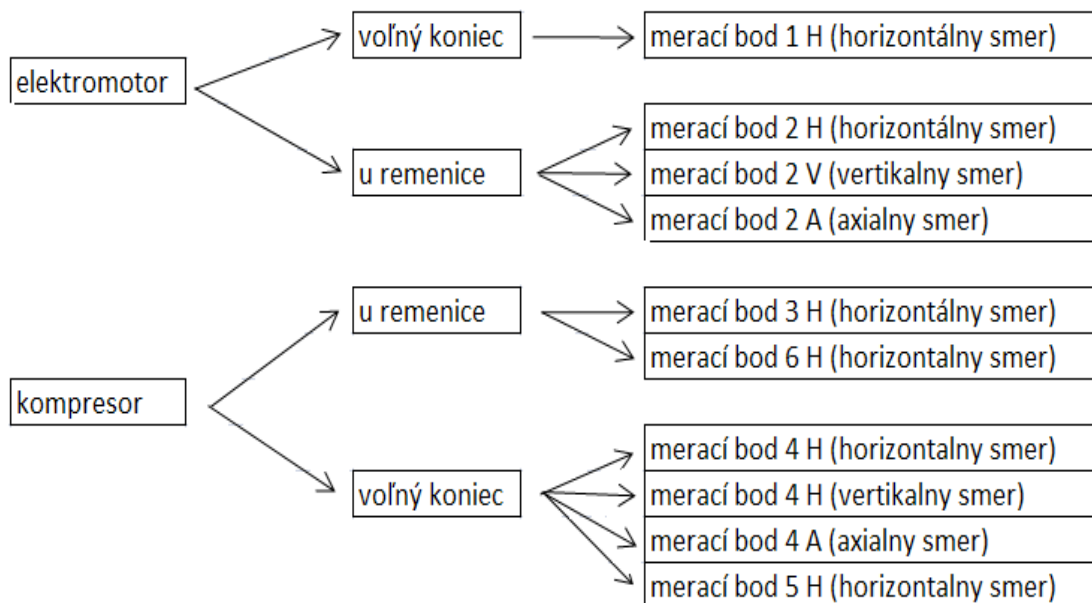 elektromotor
voľný koniec
merací bod 1 H (horizontálny smer)
u remenice
merací bod 2 H (horizontálny smer)
merací bod 2 V (vertikalny smer)
merací bod 2 A (axialny smer)
kompresor
u remenice
merací bod 3 H (horizontálny smer)
merací bod 6 H (horizontalny smer)
voľný koniec
merací bod 4 H (horizontalny smer)
merací bod 4 H (vertikalny smer)
merací bod 4 A (axialny smer)
merací bod 5 H (horizontalny smer)